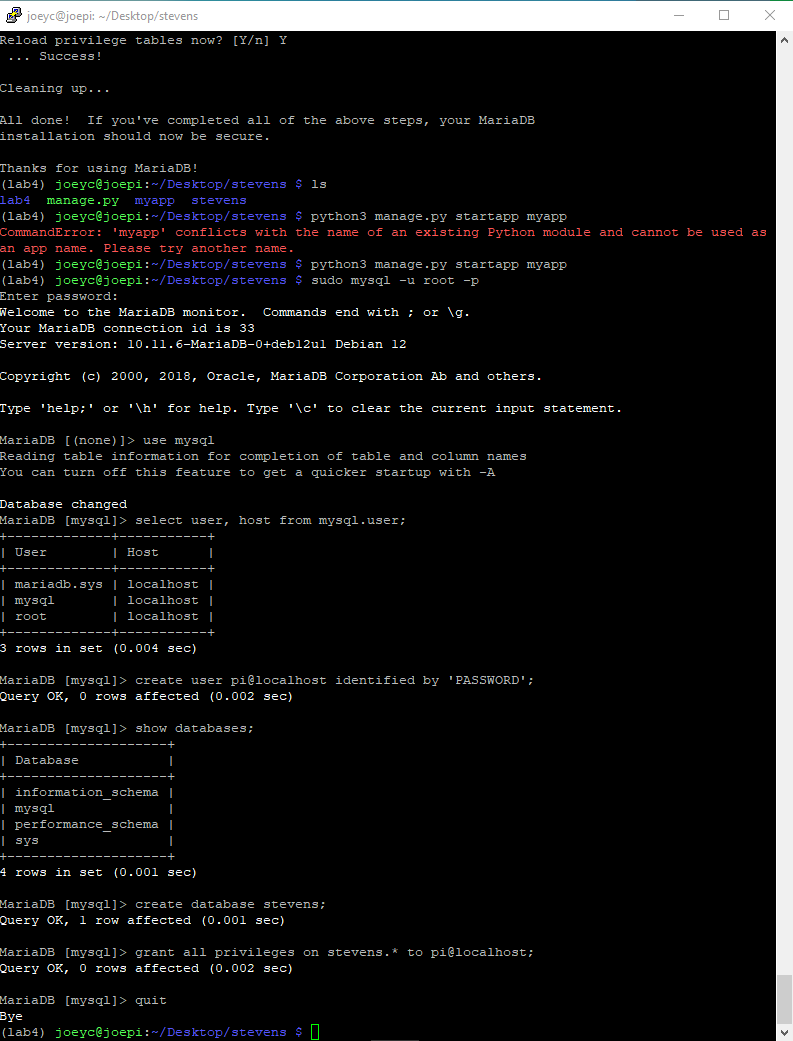 joeyc@joepi: ~/Desktop/stevens
Reload privilege tables now? [Y/n] Y
 ... Success!
Cleaning up...
All done!  If you've completed all of the above steps, your MariaDB
installation should now be secure.
Thanks for using MariaDB!
(lab4) joeyc@joepi:~/Desktop/stevens $ ls
lab4  manage.py  myapp  stevens
(lab4) joeyc@joepi:~/Desktop/stevens $ python3 manage.py startapp myapp
CommandError: 'myapp' conflicts with the name of an existing Python module and cannot be used as
an app name. Please try another name.
(lab4) joeyc@joepi:~/Desktop/stevens $ python3 manage.py startapp myapp
(lab4) joeyc@joepi:~/Desktop/stevens $ sudo mysql -u root -p
Enter password:
Welcome to the MariaDB monitor.  Commands end with ; or \g.
Your MariaDB connection id is 33
Server version: 10.11.6-MariaDB-0+deb12u1 Debian 12
Copyright (c) 2000, 2018, Oracle, MariaDB Corporation Ab and others.
Type 'help;' or '\h' for help. Type '\c' to clear the current input statement.
MariaDB [(none)]> use mysql
Reading table information for completion of table and column names
You can turn off this feature to get a quicker startup with -A
Database changed
MariaDB [mysql]> select user, host from mysql.user;
+-------------+-----------+
| User        | Host      |
+-------------+-----------+
| mariadb.sys | localhost |
| mysql       | localhost |
| root        | localhost |
+-------------+-----------+
3 rows in set (0.004 sec)
MariaDB [mysql]> create user pi@localhost identified by 'PASSWORD';
Query OK, 0 rows affected (0.002 sec)
MariaDB [mysql]> show databases;
+--------------------+
| Database           |
+--------------------+
| information_schema |
| mysql              |
| performance_schema |
| sys                |
+--------------------+
4 rows in set (0.001 sec)
MariaDB [mysql]> create database stevens;
Query OK, 1 row affected (0.001 sec)
MariaDB [mysql]> grant all privileges on stevens.* to pi@localhost;
Query OK, 0 rows affected (0.002 sec)
MariaDB [mysql]> quit
Bye
(lab4) joeyc@joepi:~/Desktop/stevens $